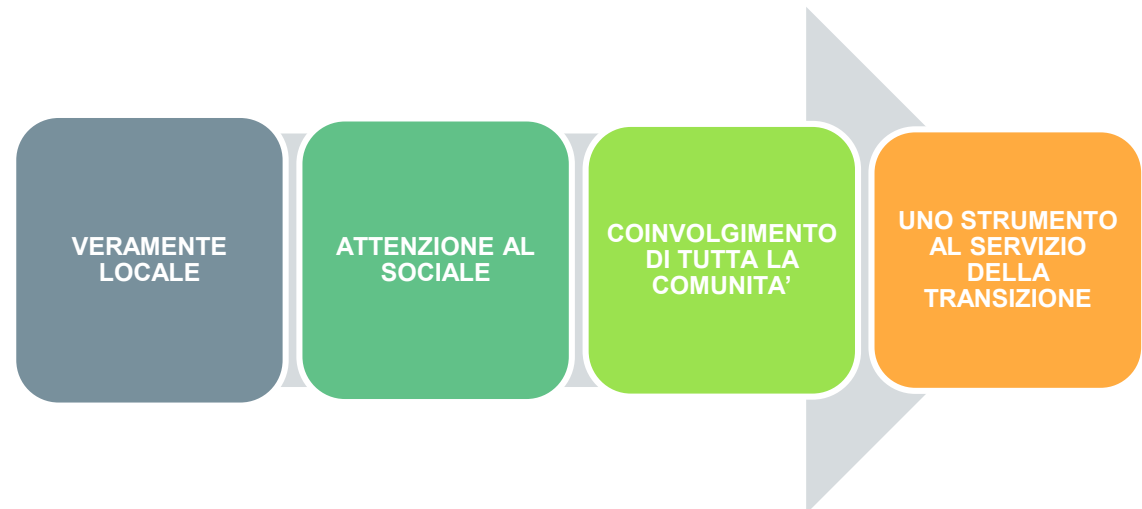 VERAMENTE
LOCALE
ATTENZIONE AL
SOCIALE
COINVOLGIMENTO
DI TUTTA LA
COMUNITA’
UNO STRUMENTO
AL SERVIZIO
DELLA
TRANSIZIONE